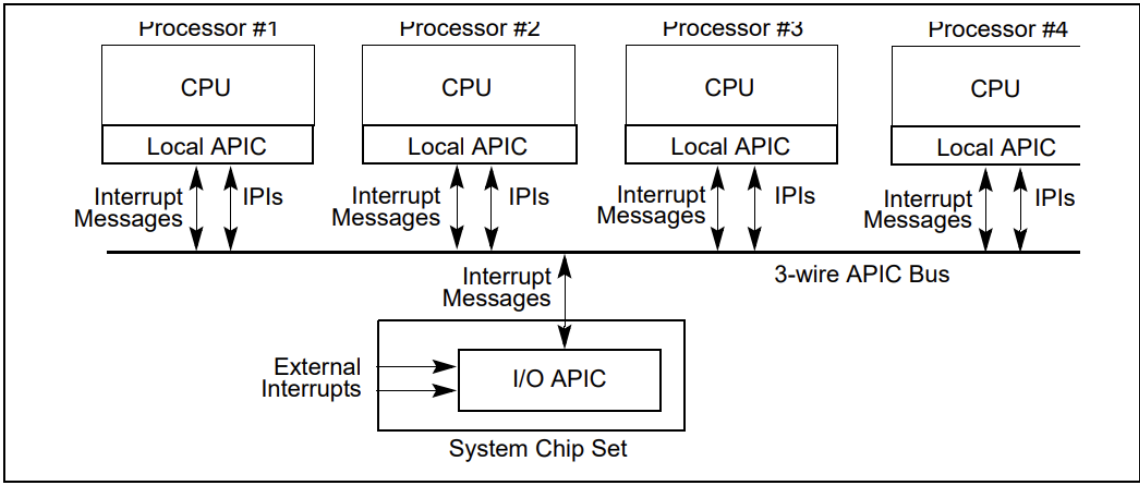 Processor #1
Processor #2
Processor #3
Processor #4
CPU
CPU
CPU
CPU
Local APIC
Local APIC
Local APIC
Local APIC
Interrupt
Messages
IPIs
Interrupt
Messages
IPIs
Interrupt
Messages
IPIs
Interrupt
Messages
IPIs
3-wire APIC Bus
Interrupt
Messages
External
Interrupts
I/O APIC
System Chip Set